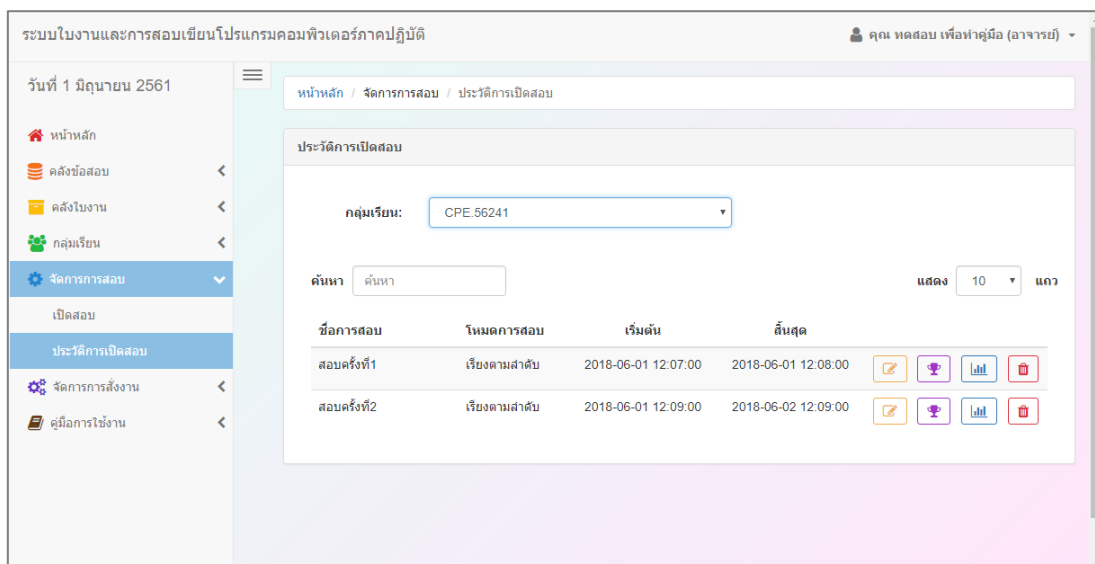 ระบบใบงานและการสอบเขียนโปรแกรมคอมพิวเตอร์ภาคปฏิบัติ
คุณ ทดสอบ เพื่อทำคู่มือ (อาจารย์)
วันที่ 1 มิถุนายน 2561
หน้าหลัก / จัดการการสอบ / ประวัติการเปิดสอบ
หน้าหลัก
คลังข้อสอบ
คลังใบงาน
กลุ่มเรียน
จัดการการสอบ
เปิดสอบ
ประวัติการเปิดสอบ
จัดการการสั่งงาน
คู่มือการใช้งาน
ประวัติการเปิดสอบ
กลุ่มเรียน: CPE.56241
ค้นหา ค้นหา แสดง 10 แถว
ชื่อการสอบ โหมดการสอบ เริ่มต้น สิ้นสุด
สอบครั้งที่1 เรียงตามลำดับ 2018-06-01 12:07:00 2018-06-01 12:08:00
สอบครั้งที่2 เรียงตามลำดับ 2018-06-01 12:09:00 2018-06-02 12:09:00